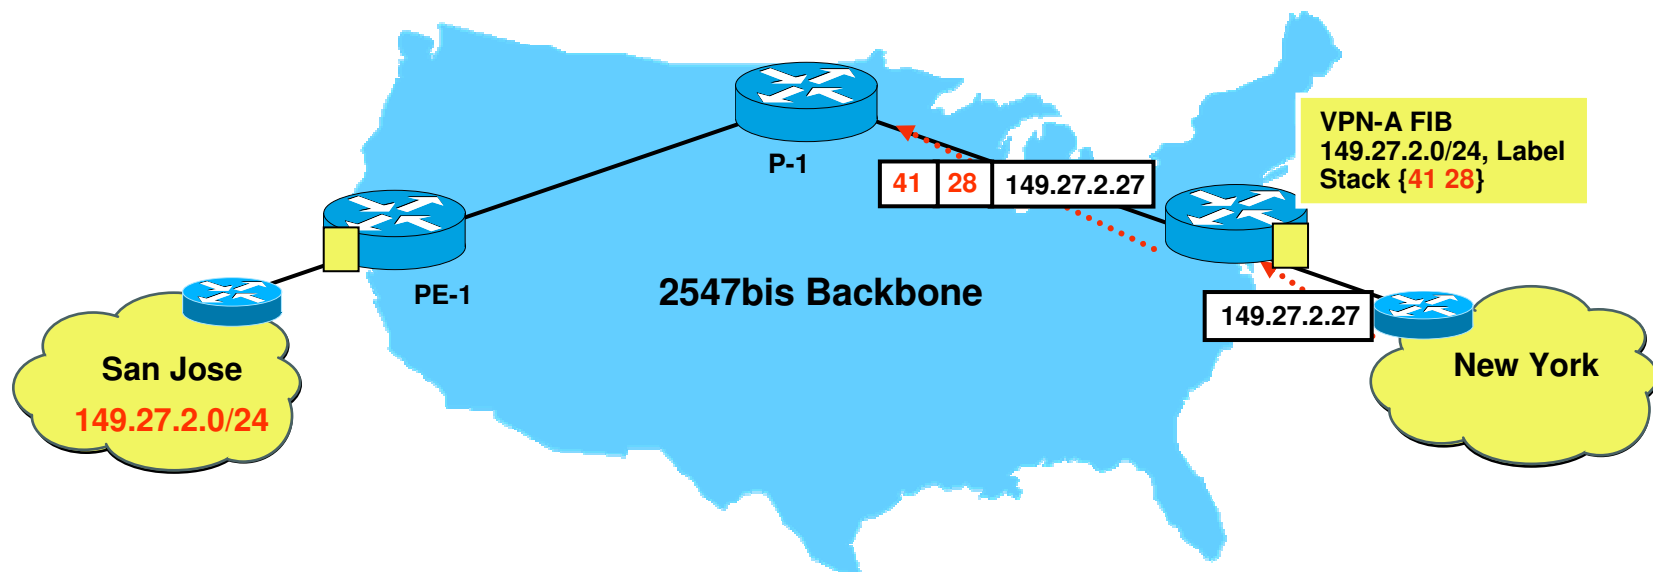 VPN-A FIB
149.27.2.0/24, Label
Stack {41 28}
P-1
41 28 149.27.2.27
PE-1
2547bis Backbone
149.27.2.27
San Jose
149.27.2.0/24
New York